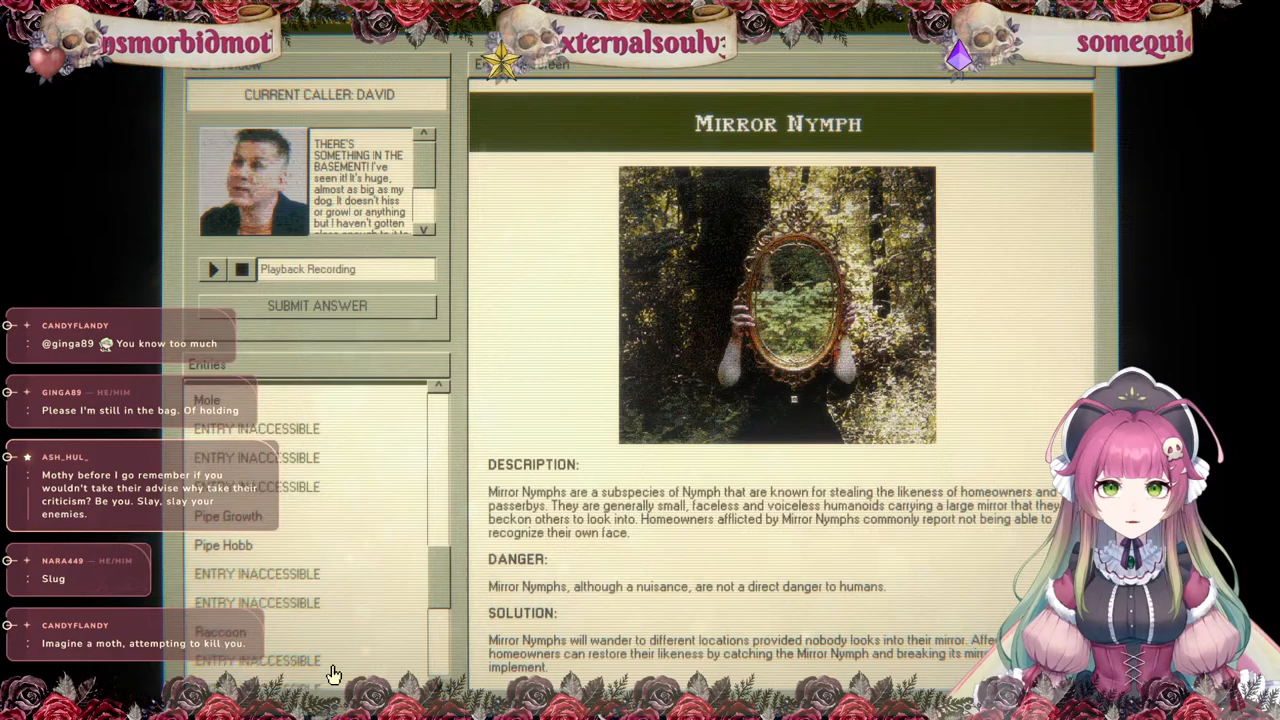 nsmorbidmot
xternalsoulv
somequie
CURRENT CALLER: DAVID
THERE'S
SOMETHING IN THE
BASEMENT! I've
seen it! It's huge,
almost as big as my
dog. It doesn't hiss
or growl or anything
but I haven't gotten
Playback Recording
SUBMIT ANSWER
Entries
Mole
ENTRY INACCESSIBLE
ENTRY INACCESSIBLE
ENTRY INACCESSIBLE
Pipe Growth
Pipe Hobb
ENTRY INACCESSIBLE
ENTRY INACCESSIBLE
Raccoon
ENTRY INACCESSIBLE
MIRROR NYMPH
DESCRIPTION:
Mirror Nymphs are a subspecies of Nymph that are known for stealing the likeness of homeowners and
passerbys. They are generally small, faceless and voiceless humanoids carrying a large mirror that they
beckon others to look into. Homeowners afflicted by Mirror Nymphs commonly report not being able to
recognize their own face.
DANGER:
Mirror Nymphs, although a nuisance, are not a direct danger to humans.
SOLUTION:
Mirror Nymphs will wander to different locations provided nobody looks into their mirror. Affe
homeowners can restore their likeness by catching the Mirror Nymph and breaking its mirr
implement.
CANDYFLANDY
@ginga89 You know too much
GINGA89 — HE/HIM
Please I'm still in the bag. Of holding
ASH_HUL_
Mothy before I go remember if you
wouldn't take their advise why take their
criticism? Be you. Slay, slay your
enemies.
NARA449 — HE/HIM
Slug
CANDYFLANDY
Imagine a moth, attempting to kill you.